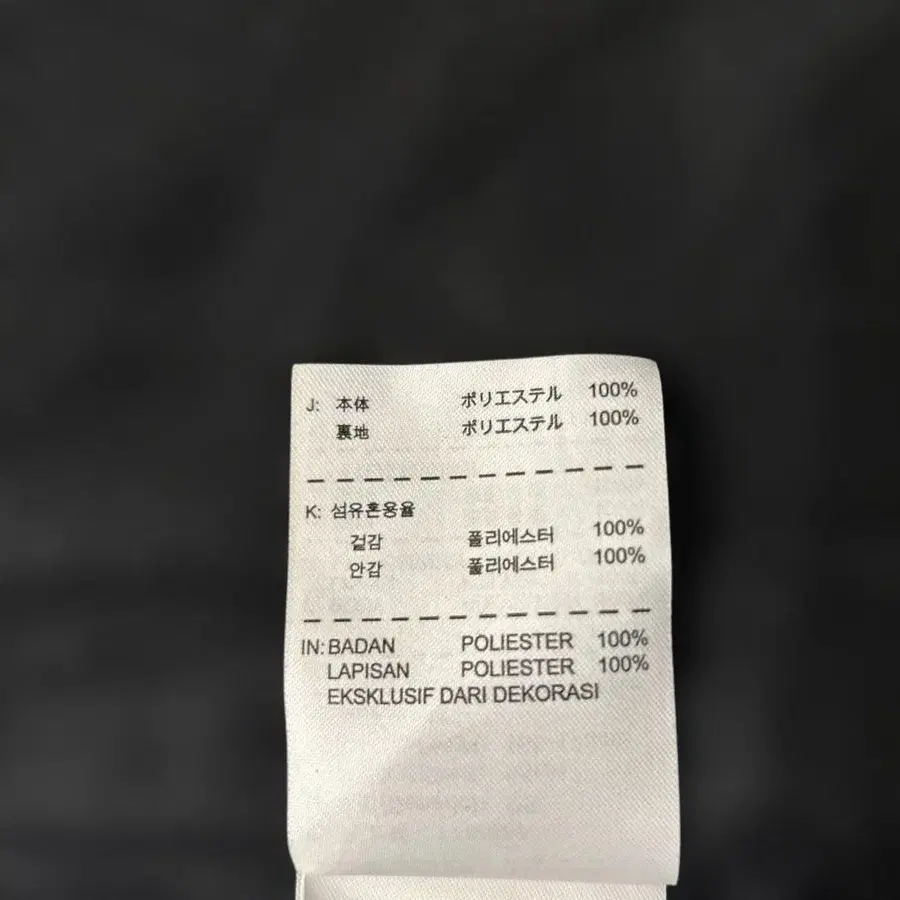 J: 本体 ポリエステル 100%
裏地 ポリエステル 100%
K: 섬유혼용율
겉감 폴리에스터 100%
안감 폴리에스터 100%
IN: BADAN POLIESTER 100%
LAPISAN POLIESTER 100%
EKSKLUSIF DARI DEKORASI